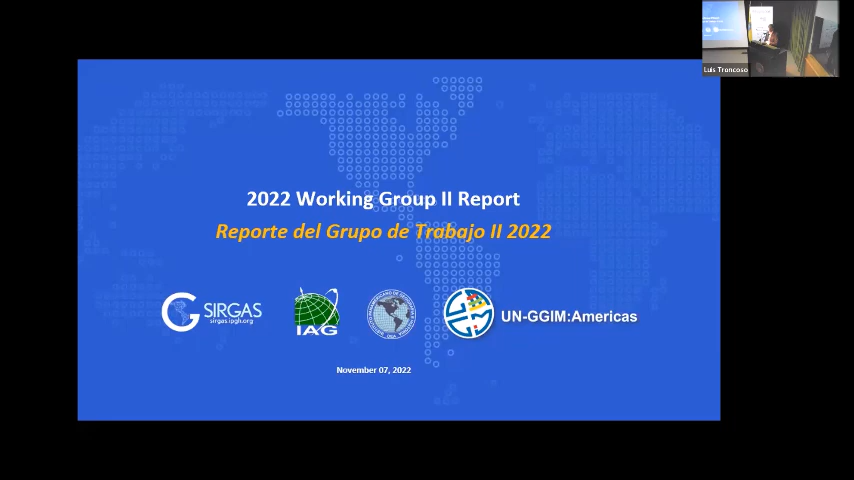 Luis Troncoso
2022 Working Group II Report
Reporte del Grupo de Trabajo II 2022
SIRGAS
sirgas.ipgh.org
IAG
UN-GGIM:Americas
November 07, 2022